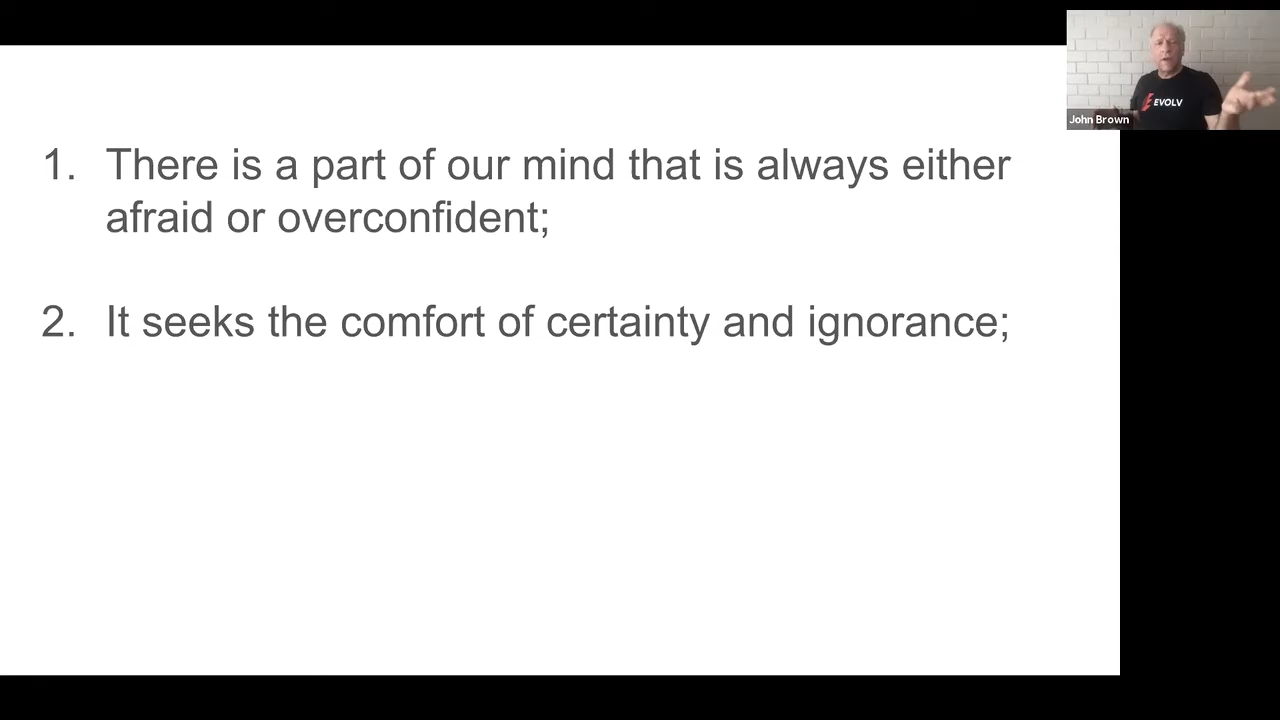 EVOLV
John Brown
1. There is a part of our mind that is always either
afraid or overconfident;
2. It seeks the comfort of certainty and ignorance;